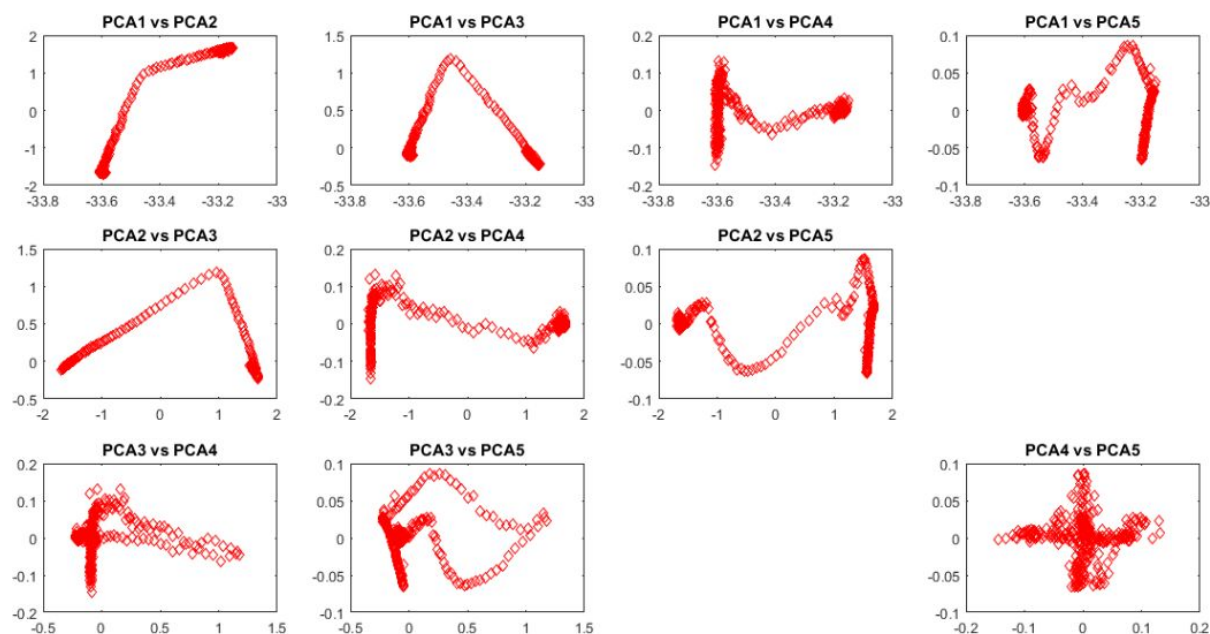 PCA1 vs PCA2 PCA1 vs PCA3 PCA1 vs PCA4 PCA1 vs PCA5
2 1.5 0.2 0.1
1 1 0.1 0.05
0 0.5 0 0
-1 0 -0.1 -0.05
-2 -0.5 -0.2 -0.1
-33.8 -33.6 -33.4 -33.2 -33 -33.8 -33.6 -33.4 -33.2 -33 -33.8 -33.6 -33.4 -33.2 -33 -33.8 -33.6 -33.4 -33.2 -33
PCA2 vs PCA3 PCA2 vs PCA4 PCA2 vs PCA5
1.5 0.2 0.1
1 0.1 0.05
0.5 0 0
0 -0.1 -0.05
-0.5 -0.2 -0.1
-2 -1 0 1 2 -2 -1 0 1 2 -2 -1 0 1 2
PCA3 vs PCA4 PCA3 vs PCA5 PCA4 vs PCA5
0.2 0.1 0.1
0.1 0.05 0.05
0 0 0
-0.1 -0.05 -0.05
-0.2 -0.1 -0.1
-0.5 0 0.5 1 1.5 -0.5 0 0.5 1 1.5 -0.2 -0.1 0 0.1 0.2